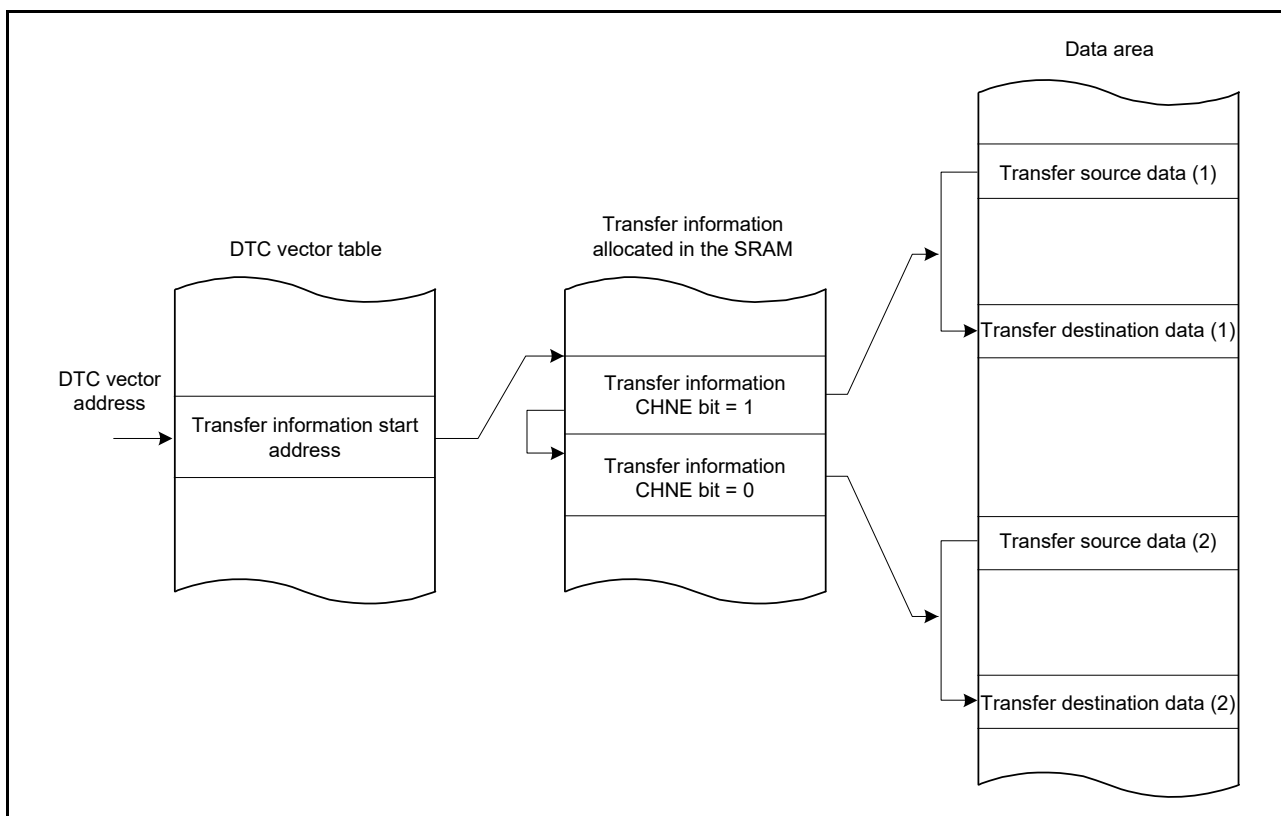 Data area
Transfer source data (1)
Transfer information
allocated in the SRAM
DTC vector table
Transfer destination data (1)
DTC vector
address
Transfer information start
address
Transfer information
CHNE bit = 1
Transfer information
CHNE bit = 0
Transfer source data (2)
Transfer destination data (2)